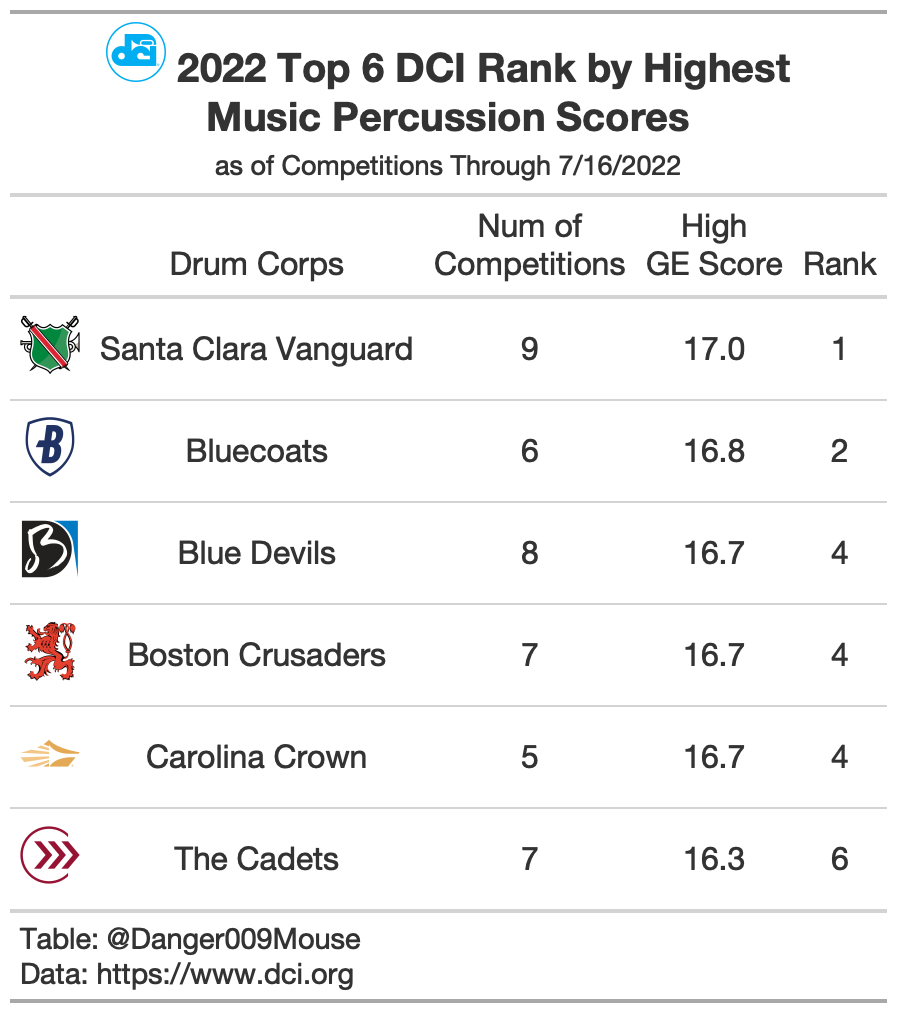 dci 2022 Top 6 DCI Rank by Highest
Music Percussion Scores
as of Competitions Through 7/16/2022
Drum Corps Num of Competitions High GE Score Rank
Santa Clara Vanguard 9 17.0 1
B Bluecoats 6 16.8 2
B Blue Devils 8 16.7 4
Boston Crusaders 7 16.7 4
Carolina Crown 5 16.7 4
The Cadets 7 16.3 6
Table: @Danger009Mouse
Data: https://www.dci.org